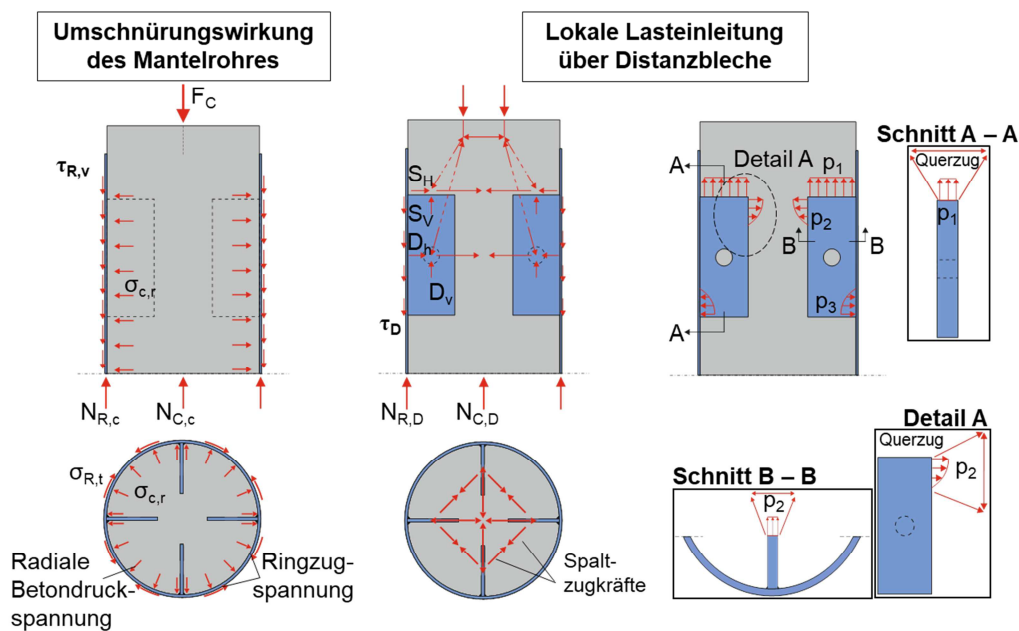 Umschnürungswirkung
des Mantelrohres
Lokale Lasteinleitung
über Distanzbleche
F_C
τ_R,v
σ_c,r
N_R,c
N_C,c
S_H
S_V
D_h
D_v
τ_D
N_R,D
N_C,D
A
Detail A
p_1
p_2
B
B
p_3
A
Schnitt A – A
Querzug
p_1
σ_R,t
σ_c,r
Radiale
Betondruck-
spannung
Ringzug-
spannung
Spalt-
zugkräfte
Schnitt B – B
p_2
Detail A
Querzug
p_2